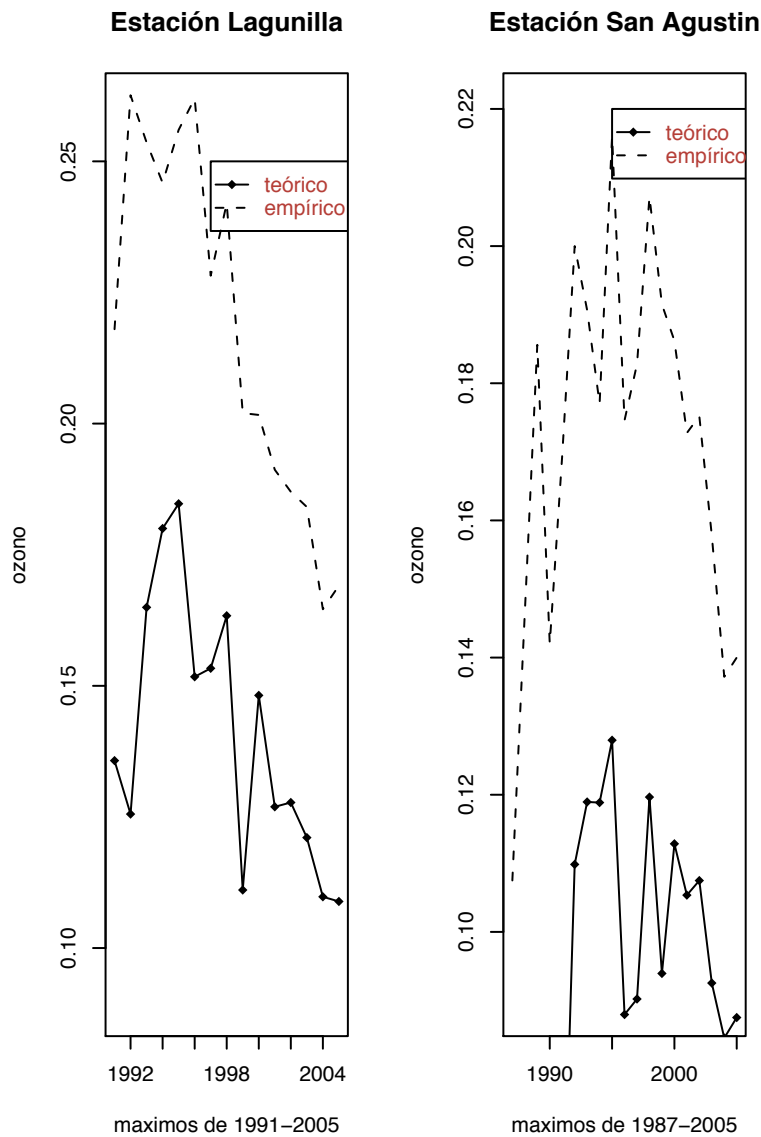 Estación Lagunilla
ozono
0.25
0.20
0.15
0.10
teórico
empírico
1992
1998
2004
maximos de 1991−2005
Estación San Agustin
ozono
0.22
0.20
0.18
0.16
0.14
0.12
0.10
teórico
empírico
1990
2000
maximos de 1987−2005